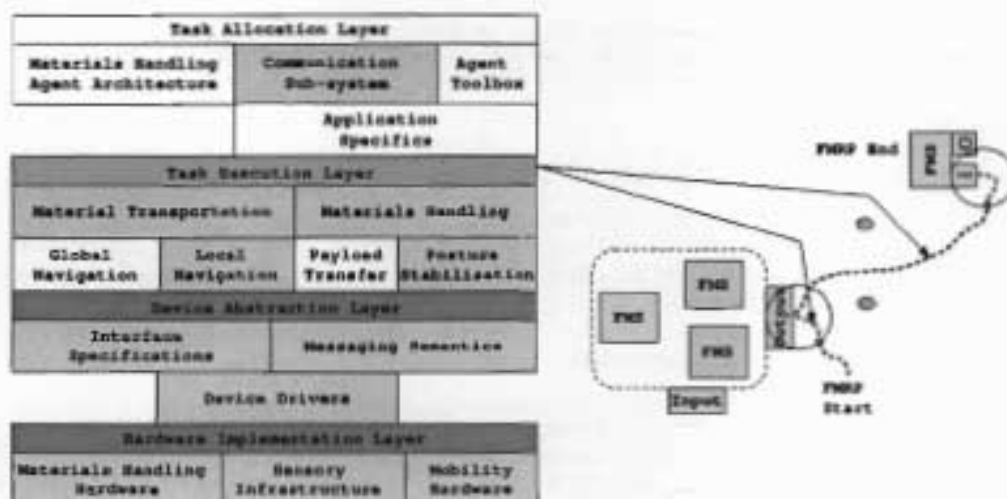 Task Allocation Layer
Materials Handling
Agent Architecture
Communication
Sub-system
Agent
Toolbox
Application
Specifics
Task Execution Layer
Material Transportation
Materials Handling
Global
Navigation
Local
Navigation
Payload
Transfer
Posture
Stabilisation
Device Abstraction Layer
Interface
Specifications
Messaging Semantics
Device Drivers
Hardware Implementation Layer
Materials Handling
Hardware
Sensory
Infrastructure
Mobility
Hardware
FMRP End
FMS
FMS
FMS
FMS
Output
Input
FMRP
Start